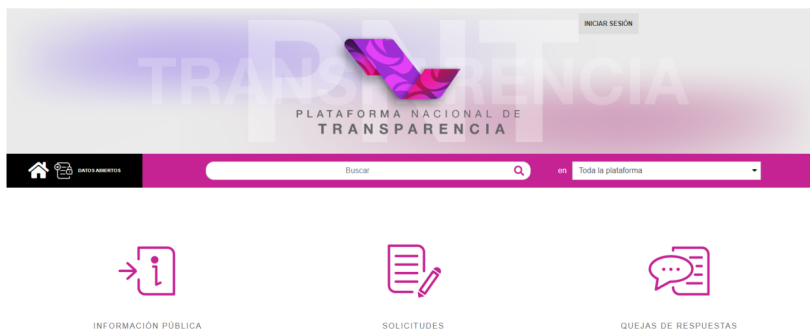 INICIAR SESIÓN
PNT
TRANSPARENCIA
PLATAFORMA NACIONAL DE
TRANSPARENCIA
DATOS ABIERTOS
Buscar
en
Toda la plataforma
INFORMACIÓN PÚBLICA
SOLICITUDES
QUEJAS DE RESPUESTAS